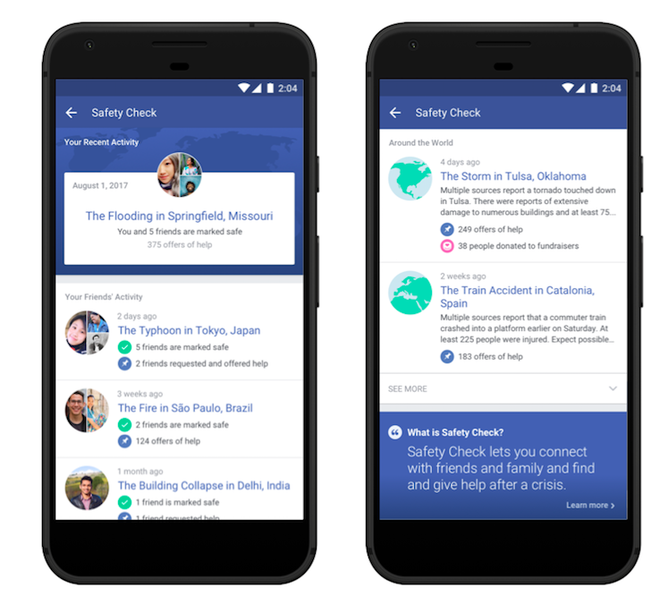 2:04
Safety Check
Your Recent Activity
August 1, 2017
The Flooding in Springfield, Missouri
You and 5 friends are marked safe
375 offers of help
Your Friends' Activity
2 days ago
The Typhoon in Tokyo, Japan
5 friends are marked safe
2 friends requested and offered help
3 weeks ago
The Fire in São Paulo, Brazil
2 friends are marked safe
124 offers of help
1 month ago
The Building Collapse in Delhi, India
1 friend is marked safe
1 friend requested help
2:04
Safety Check
Around the World
4 days ago
The Storm in Tulsa, Oklahoma
Multiple sources report a tornado touched down
in Tulsa. There were reports of extensive
damage to numerous buildings and at least 75...
249 offers of help
38 people donated to fundraisers
2 weeks ago
The Train Accident in Catalonia,
Spain
Multiple sources report that a commuter train
crashed into a platform earlier on Saturday. At
least 225 people were injured. Expect possible...
183 offers of help
SEE MORE
What is Safety Check?
Safety Check lets you connect
with friends and family and find
and give help after a crisis.
Learn more